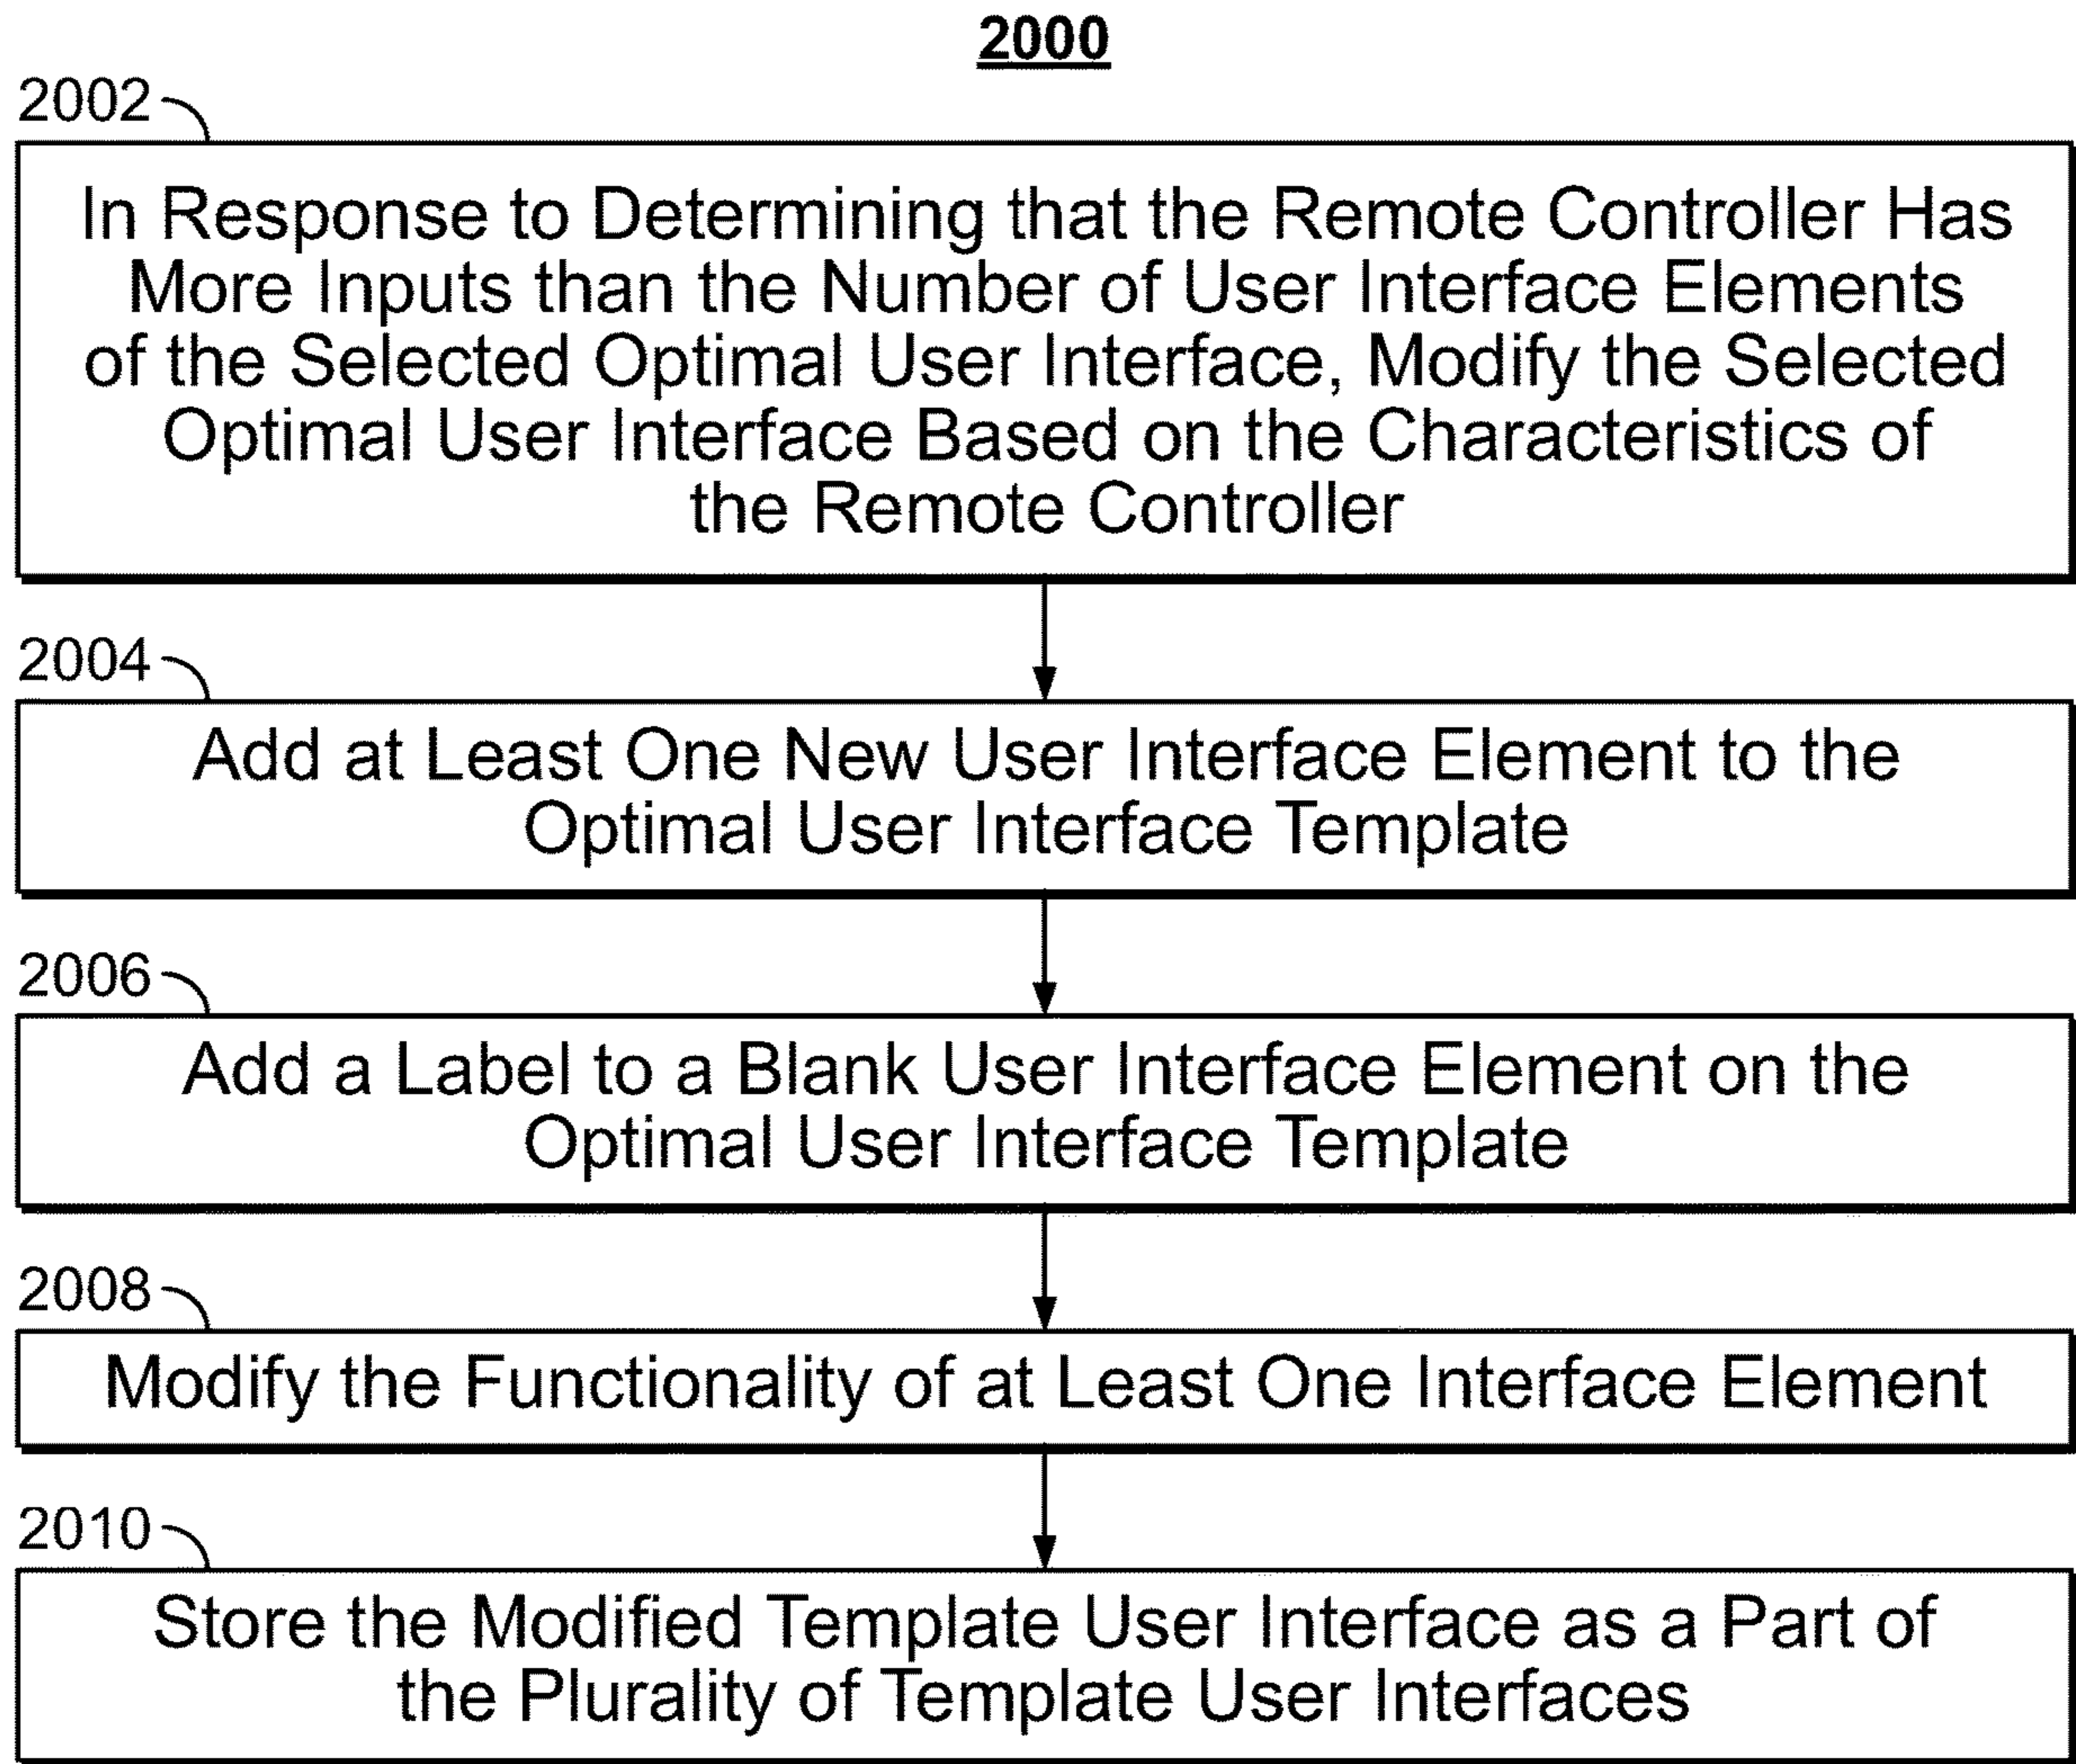 2000
2002
In Response to Determining that the Remote Controller Has
More Inputs than the Number of User Interface Elements
of the Selected Optimal User Interface, Modify the Selected
Optimal User Interface Based on the Characteristics of
the Remote Controller
2004
Add at Least One New User Interface Element to the
Optimal User Interface Template
2006
Add a Label to a Blank User Interface Element on the
Optimal User Interface Template
2008
Modify the Functionality of at Least One Interface Element
2010
Store the Modified Template User Interface as a Part of
the Plurality of Template User Interfaces